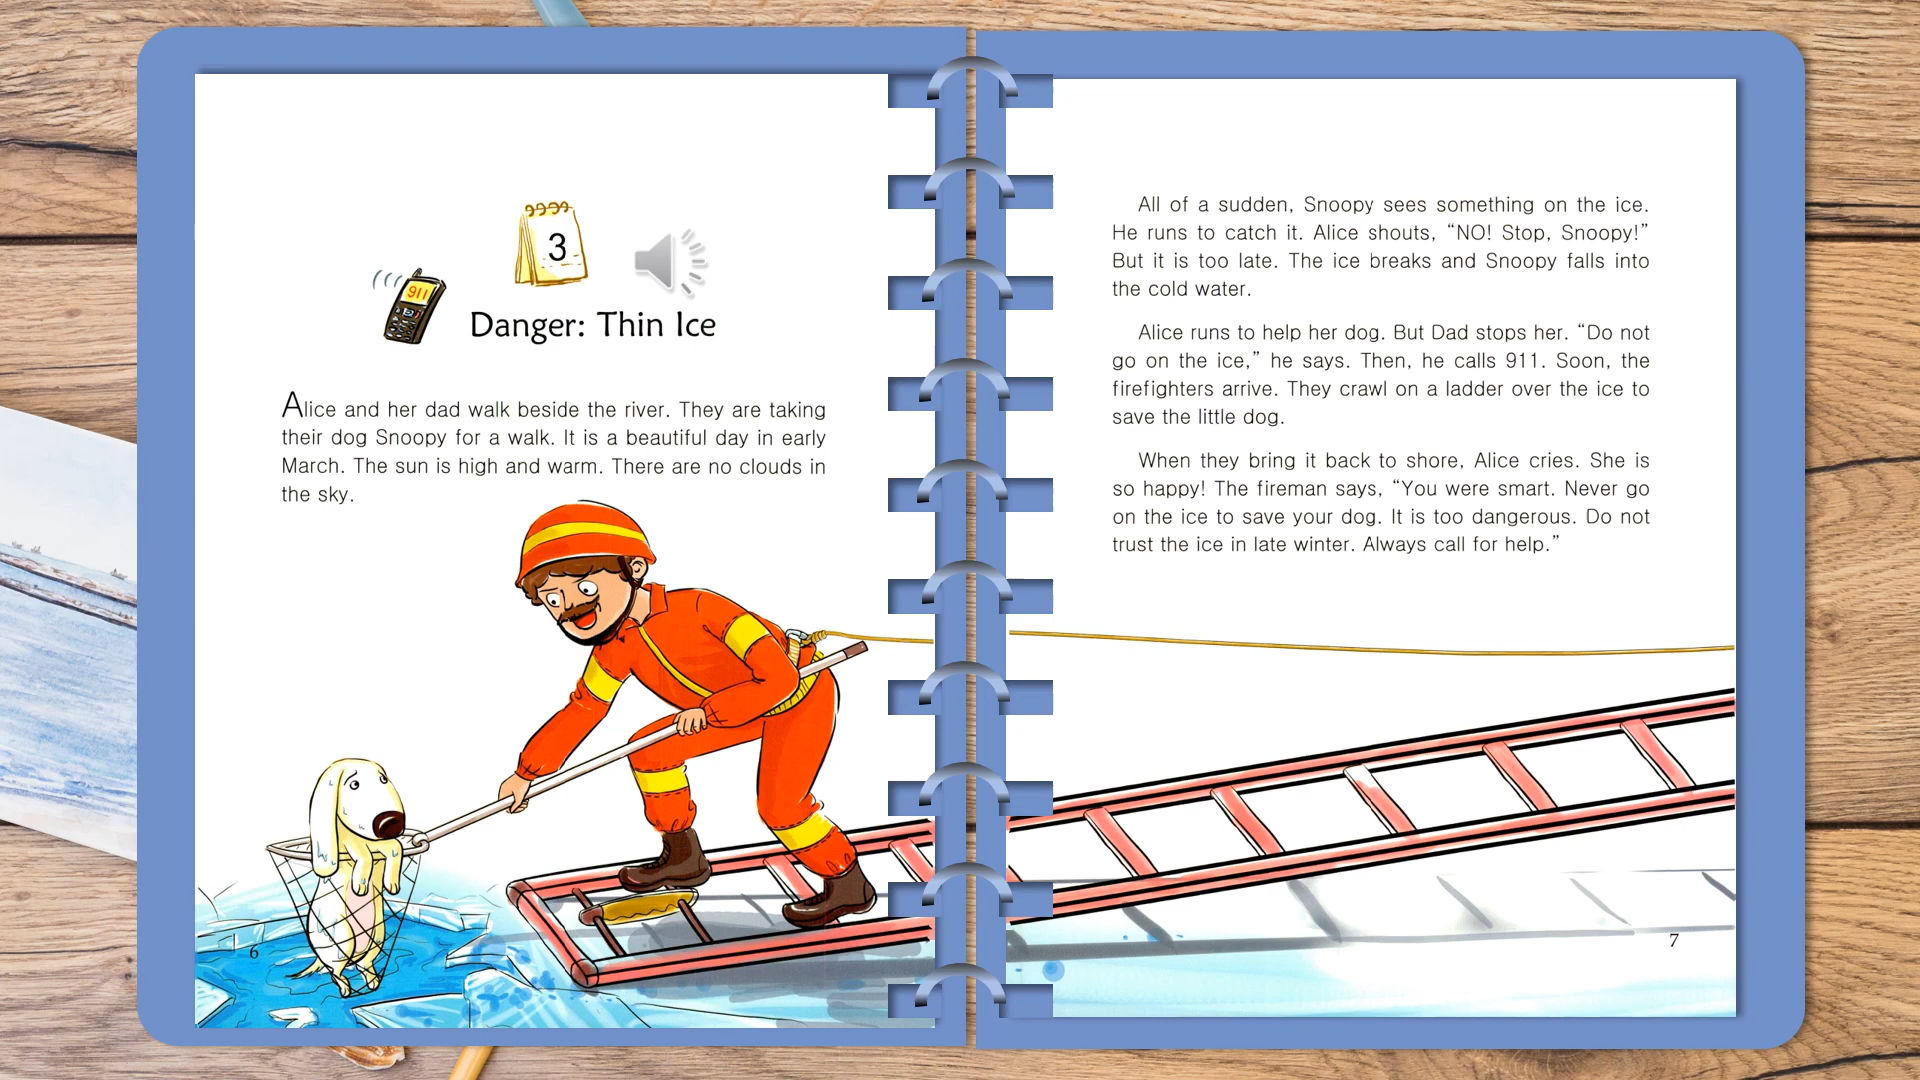 3
911
Danger: Thin Ice
Alice and her dad walk beside the river. They are taking
their dog Snoopy for a walk. It is a beautiful day in early
March. The sun is high and warm. There are no clouds in
the sky.
6
All of a sudden, Snoopy sees something on the ice.
He runs to catch it. Alice shouts, “NO! Stop, Snoopy!”
But it is too late. The ice breaks and Snoopy falls into
the cold water.
Alice runs to help her dog. But Dad stops her. “Do not
go on the ice,” he says. Then, he calls 911. Soon, the
firefighters arrive. They crawl on a ladder over the ice to
save the little dog.
When they bring it back to shore, Alice cries. She is
so happy! The fireman says, “You were smart. Never go
on the ice to save your dog. It is too dangerous. Do not
trust the ice in late winter. Always call for help.”
7